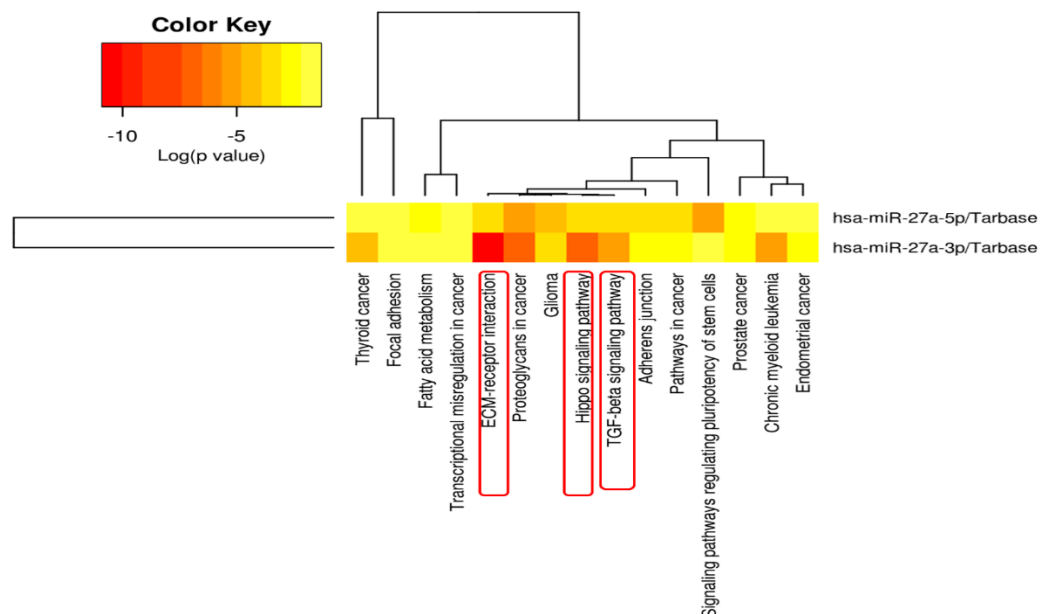 Color Key
-10
-5
Log(p value)
hsa-miR-27a-5p/Tarbase
hsa-miR-27a-3p/Tarbase
Thyroid cancer
Focal adhesion
Fatty acid metabolism
Transcriptional misregulation in cancer
ECM-receptor interaction
Proteoglycans in cancer
Glioma
Hippo signaling pathway
TGF-beta signaling pathway
Adherens junction
Pathways in cancer
Signaling pathways regulating pluripotency of stem cells
Prostate cancer
Chronic myeloid leukemia
Endometrial cancer